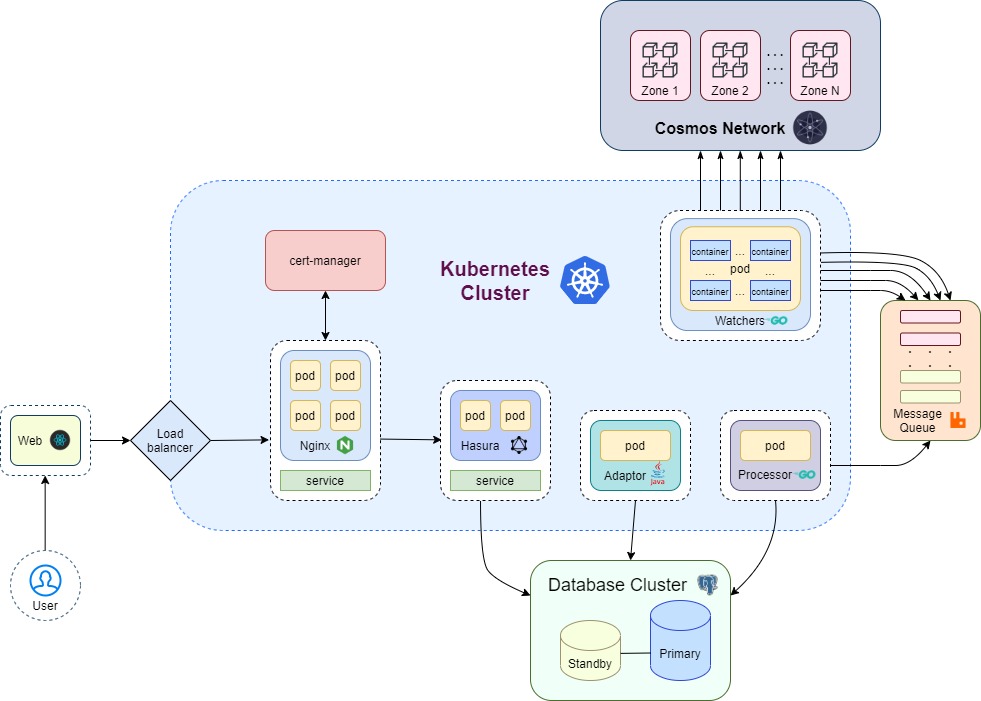 Zone 1
Zone 2
...
...
...
Zone N
Cosmos Network
cert-manager
Kubernetes
Cluster
container
...
container
...
pod
...
container
...
container
Watchers
GO
pod
pod
pod
pod
Nginx
service
pod
pod
Hasura
service
pod
Adaptor
Java
pod
Processor
GO
. . .
. . .
Message
Queue
Web
Load
balancer
User
Database Cluster
Standby
Primary